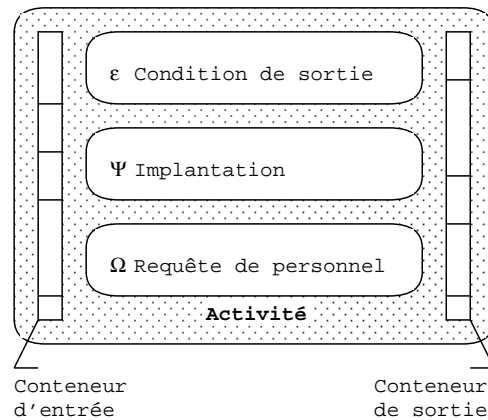 ε Condition de sortie
Ψ Implantation
Ω Requête de personnel
Activité
Conteneur
d'entrée
Conteneur
de sortie